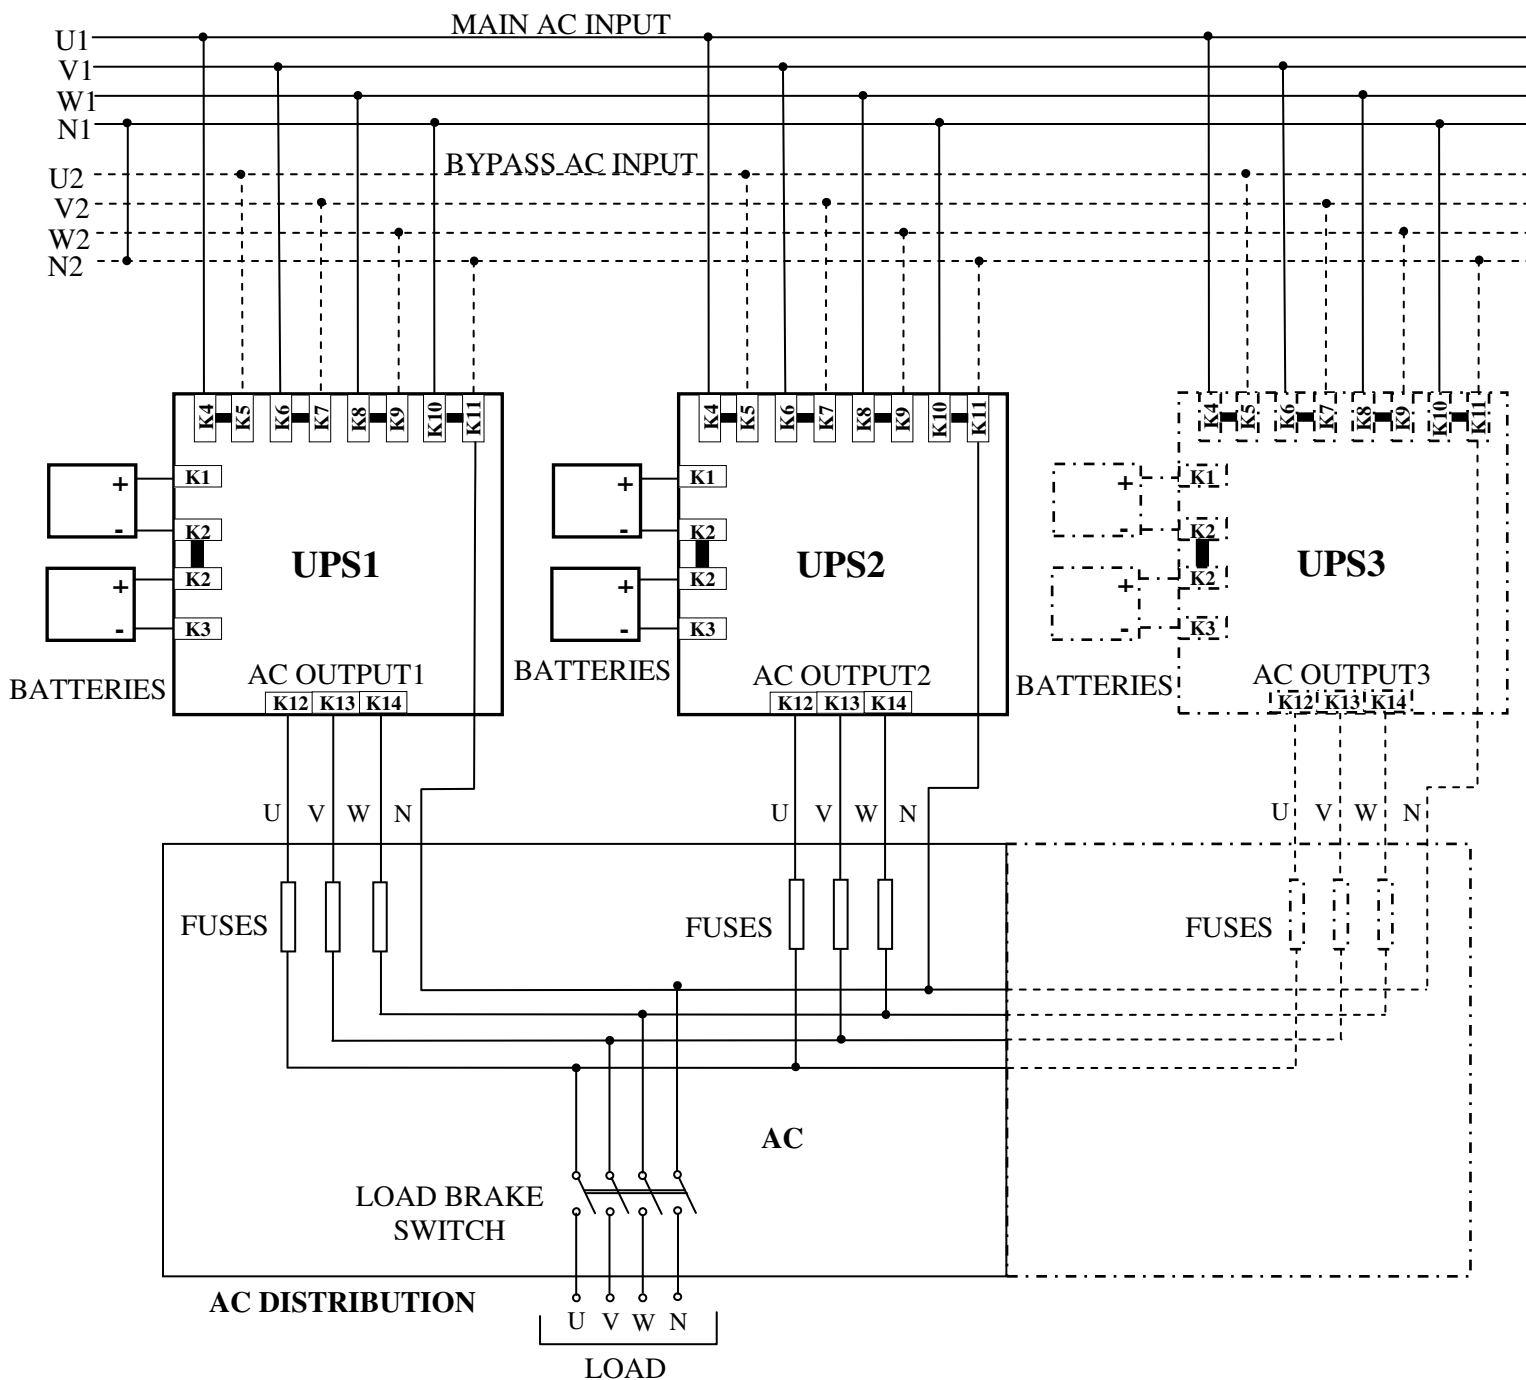 MAIN AC INPUT
U1
V1
W1
N1
BYPASS AC INPUT
U2
V2
W2
N2
K4 K5 K6 K7 K8 K9 K10 K11
K4 K5 K6 K7 K8 K9 K10 K11
K4 K5 K6 K7 K8 K9 K10 K11
+ K1
- K2
+ K2
- K3
UPS1
BATTERIES
AC OUTPUT1
K12 K13 K14
+ K1
- K2
+ K2
- K3
UPS2
BATTERIES
AC OUTPUT2
K12 K13 K14
+ K1
- K2
+ K2
- K3
UPS3
BATTERIES
AC OUTPUT3
K12 K13 K14
U V W N
U V W N
U V W N
FUSES
FUSES
FUSES
AC
LOAD BRAKE
SWITCH
AC DISTRIBUTION
U V W N
LOAD